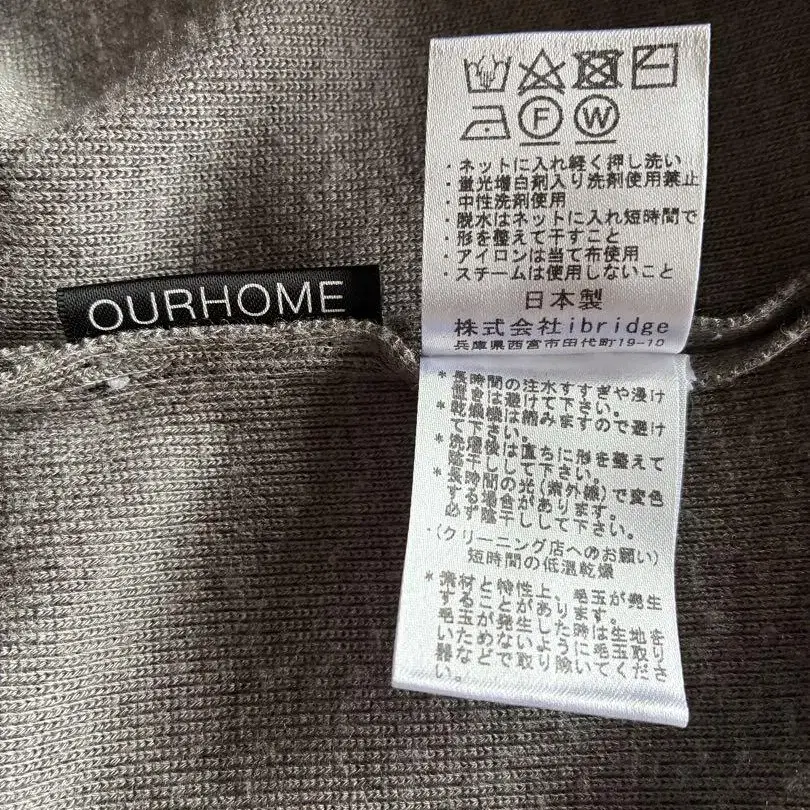 OURHOME
F W
・ネットに入れ軽く押し洗い
・蛍光増白剤入り洗剤使用禁止
・中性洗剤使用
・脱水はネットに入れ短時間で
・形を整えて干すこと
・アイロンは当て布使用
・スチームは使用しないこと
日本製
株式会社ibridge
兵庫県西宮市田代町19-10
*長時間の注水すすぎや浸け
置きは避けて下さい。
*乾燥機は縮みますので避け
て下さい。
*洗濯後は直ちに形を整えて
陰干しして下さい。
*長時間の光(紫外線)で変色
する場合があります。
必ず陰干しして下さい。
・(クリーニング店へのお願い)
短時間の低温乾燥
*素材と特性上、毛玉が発生
することがあります。
毛玉が発生した時は生地を
いためないように毛玉取り
器などで取り除いてくださ
い。